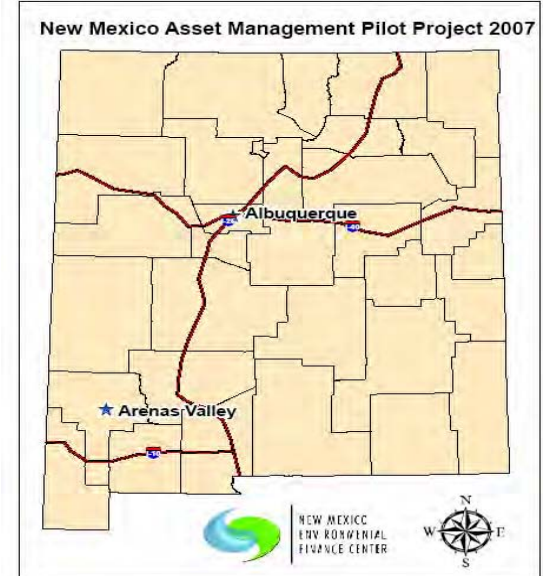 New Mexico Asset Management Pilot Project 2007
Albuquerque
Arenas Valley
NEW MEXICO
ENVIRONMENTAL
FINANCE CENTER
N
W E
S